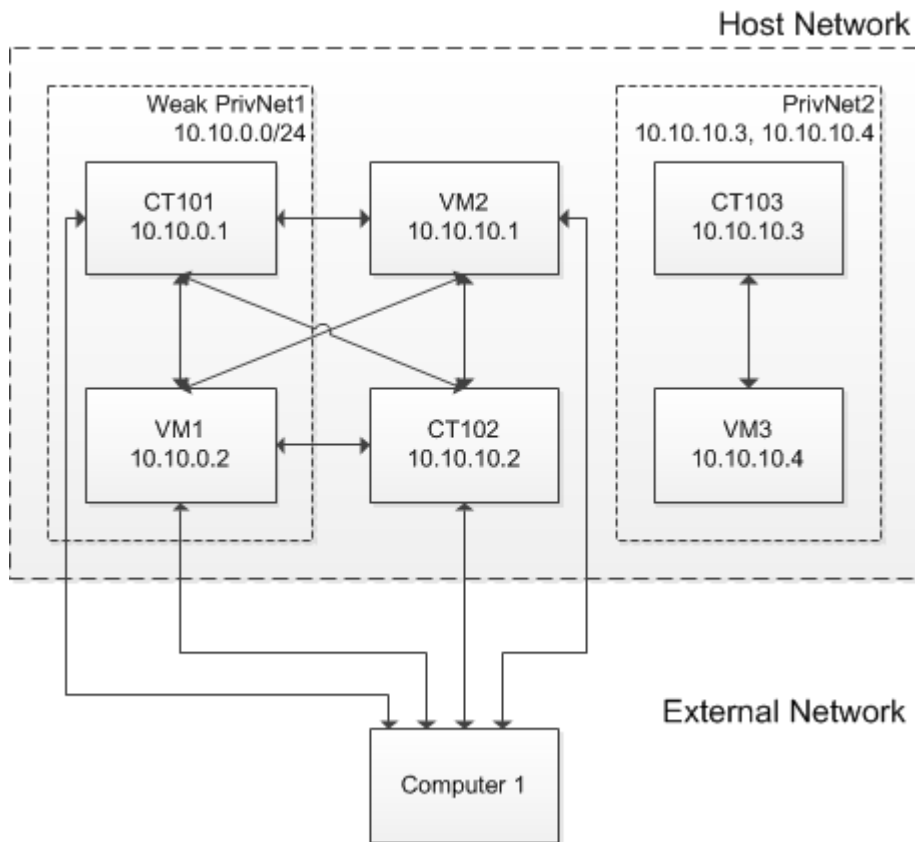 Host Network
Weak PrivNet1
10.10.0.0/24
PrivNet2
10.10.10.3, 10.10.10.4
CT101
10.10.0.1
VM2
10.10.10.1
CT103
10.10.10.3
VM1
10.10.0.2
CT102
10.10.10.2
VM3
10.10.10.4
External Network
Computer 1